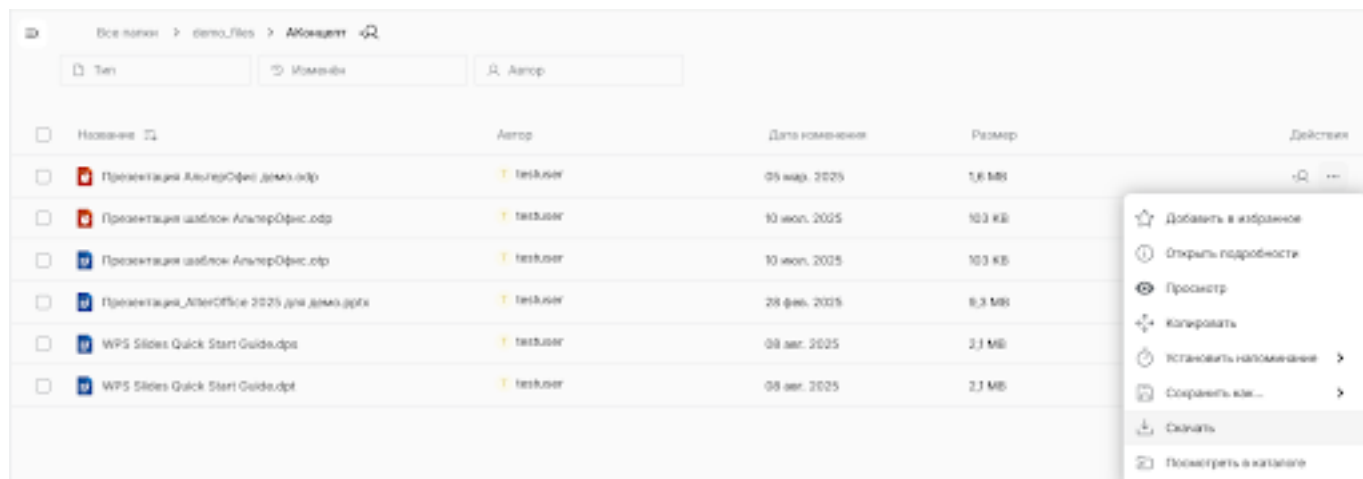 Все папки > demo_files > АКонцепт
Тип Изменён Автор
Название Автор Дата изменения Размер Действия
Презентация АльтерОфис демо.odp T testuser 05 мар. 2025 1,6 MB ...
Презентация шаблон АльтерОфис.odp T testuser 10 июл. 2025 103 KB
Презентация шаблон АльтерОфис.otp T testuser 10 июл. 2025 103 KB
Презентация_AlterOffice 2025 для демо.pptx T testuser 28 фев. 2025 9,3 MB
WPS Slides Quick Start Guide.dps T testuser 08 авг. 2025 2,1 MB
WPS Slides Quick Start Guide.dpt T testuser 08 авг. 2025 2,1 MB
Добавить в избранное
Открыть подробности
Просмотр
Копировать
Установить напоминание >
Сохранить как... >
Скачать
Посмотреть в каталоге